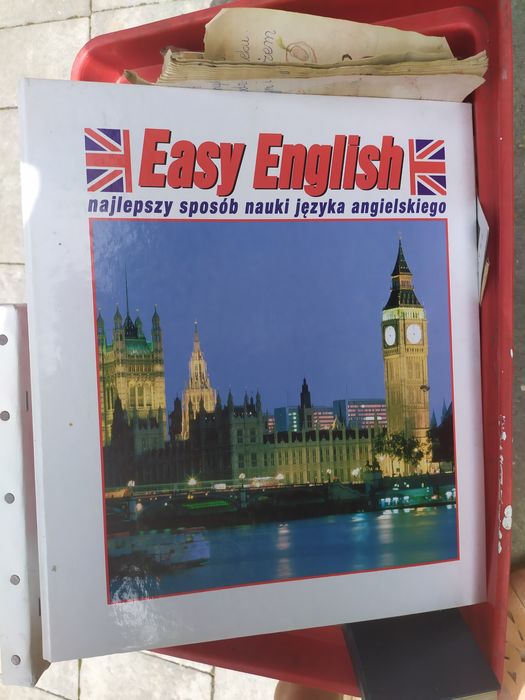 Easy English
najlepszy sposób nauki języka angielskiego